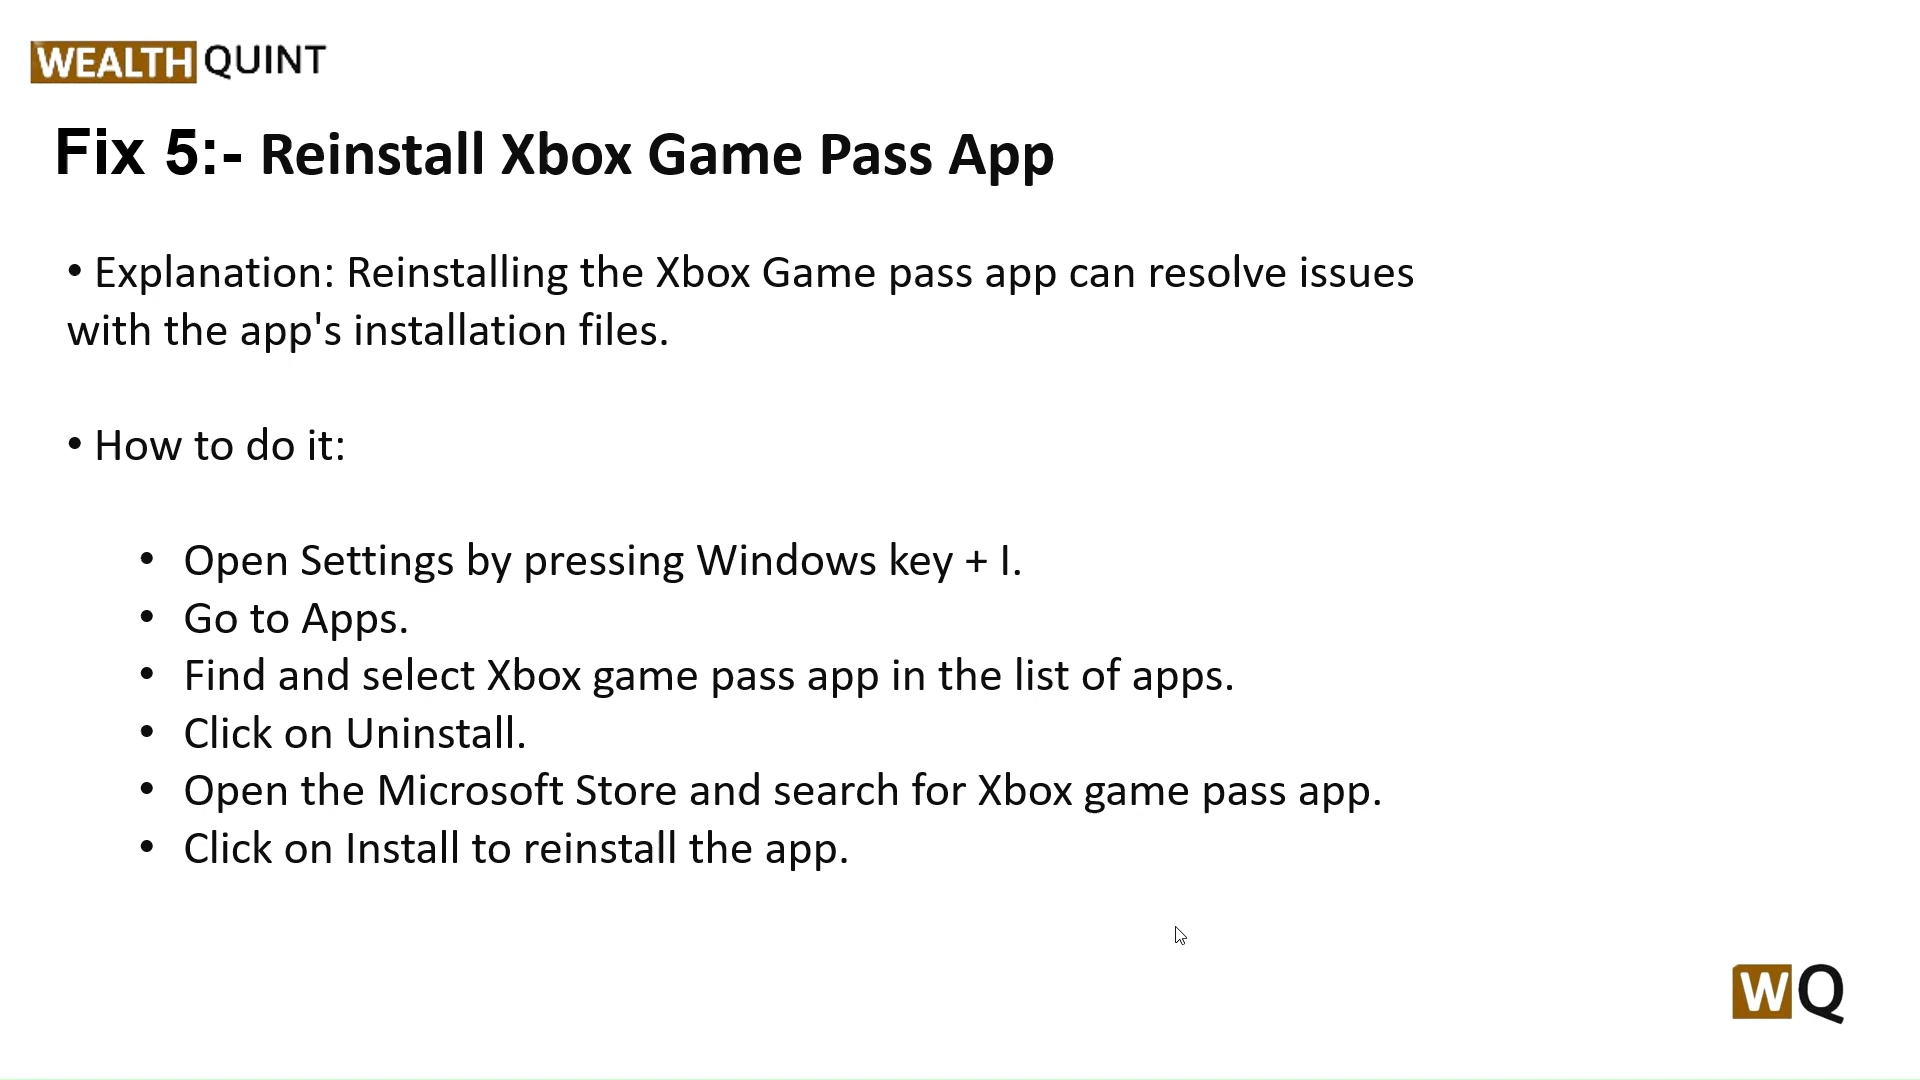 WEALTH QUINT
Fix 5:- Reinstall Xbox Game Pass App
• Explanation: Reinstalling the Xbox Game pass app can resolve issues
with the app's installation files.
• How to do it:
• Open Settings by pressing Windows key + I.
• Go to Apps.
• Find and select Xbox game pass app in the list of apps.
• Click on Uninstall.
• Open the Microsoft Store and search for Xbox game pass app.
• Click on Install to reinstall the app.
WQ